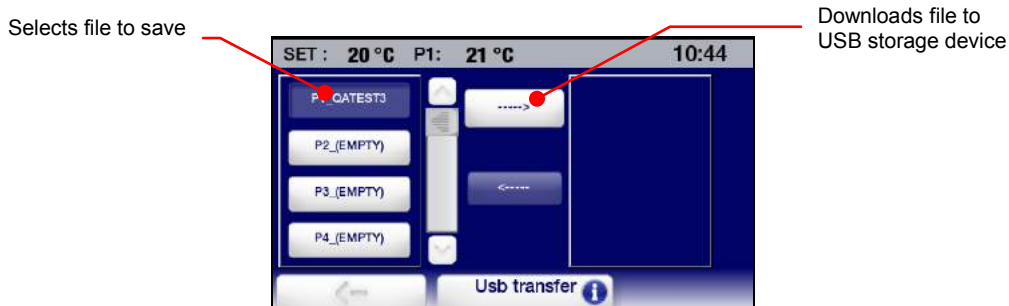 Selects file to save
Downloads file to
USB storage device
SET : 20 °C P1: 21 °C 10:44
P1_QATEST3
----->
P2_(EMPTY)
P3_(EMPTY)
<-----
P4_(EMPTY)
Usb transfer